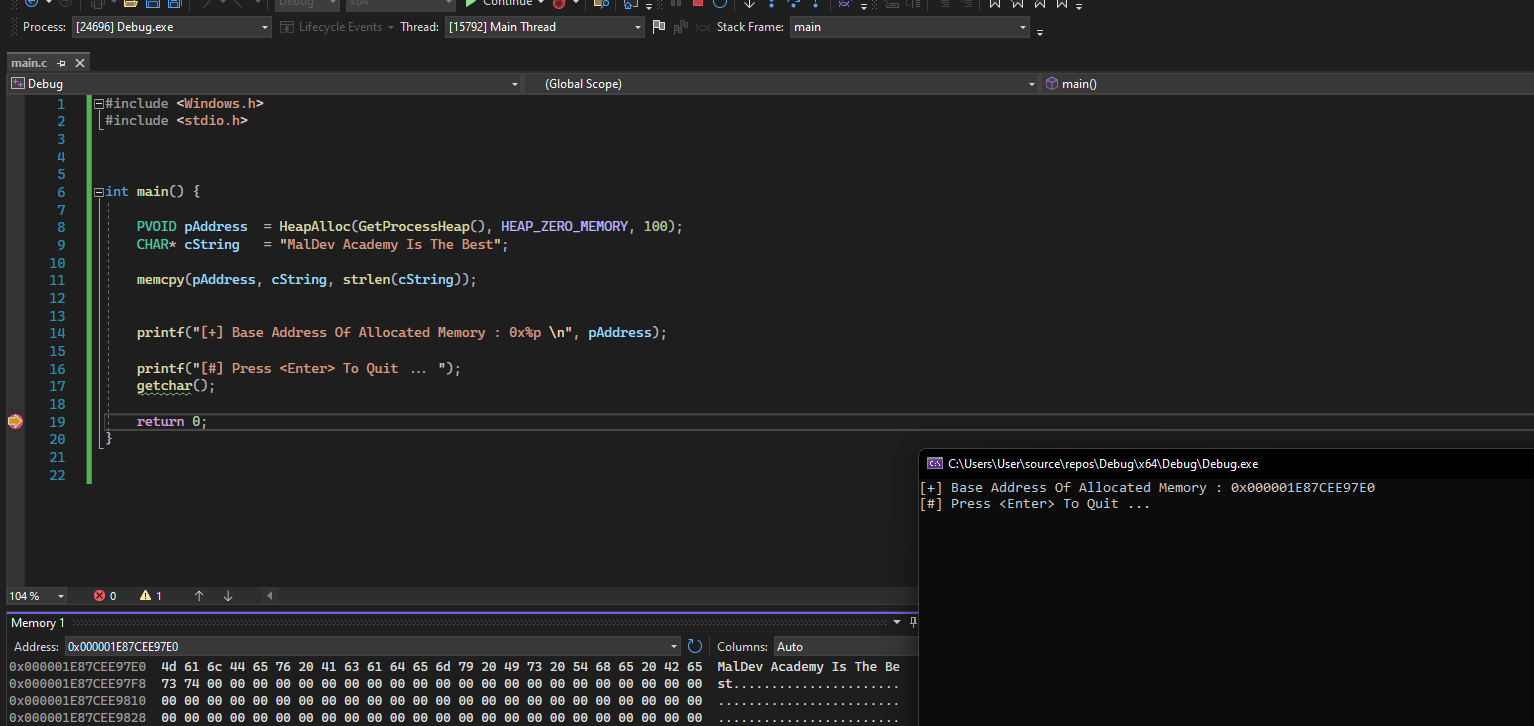 Debug x64 Continue
Process: [24696] Debug.exe Lifecycle Events Thread: [15792] Main Thread Stack Frame: main
main.c
Debug (Global Scope) main()
1 #include <Windows.h>
2 #include <stdio.h>
3
4
5
6 int main() {
7
8 PVOID pAddress = HeapAlloc(GetProcessHeap(), HEAP_ZERO_MEMORY, 100);
9 CHAR* cString = "MalDev Academy Is The Best";
10
11 memcpy(pAddress, cString, strlen(cString));
12
13
14 printf("[+] Base Address Of Allocated Memory : 0x%p \n", pAddress);
15
16 printf("[#] Press <Enter> To Quit ... ");
17 getchar();
18
19 return 0;
20 }
21
22
C:\Users\User\source\repos\Debug\x64\Debug\Debug.exe
[+] Base Address Of Allocated Memory : 0x000001E87CEE97E0
[#] Press <Enter> To Quit ...
104 % 0 1
Memory 1
Address: 0x000001E87CEE97E0 Columns: Auto
0x000001E87CEE97E0 4d 61 6c 44 65 76 20 41 63 61 64 65 6d 79 20 49 73 20 54 68 65 20 42 65 MalDev Academy Is The Be
0x000001E87CEE97F8 73 74 00 00 00 00 00 00 00 00 00 00 00 00 00 00 00 00 00 00 00 00 00 00 st......................
0x000001E87CEE9810 00 00 00 00 00 00 00 00 00 00 00 00 00 00 00 00 00 00 00 00 00 00 00 00 ........................
0x000001E87CEE9828 00 00 00 00 00 00 00 00 00 00 00 00 00 00 00 00 00 00 00 00 00 00 00 00 ........................